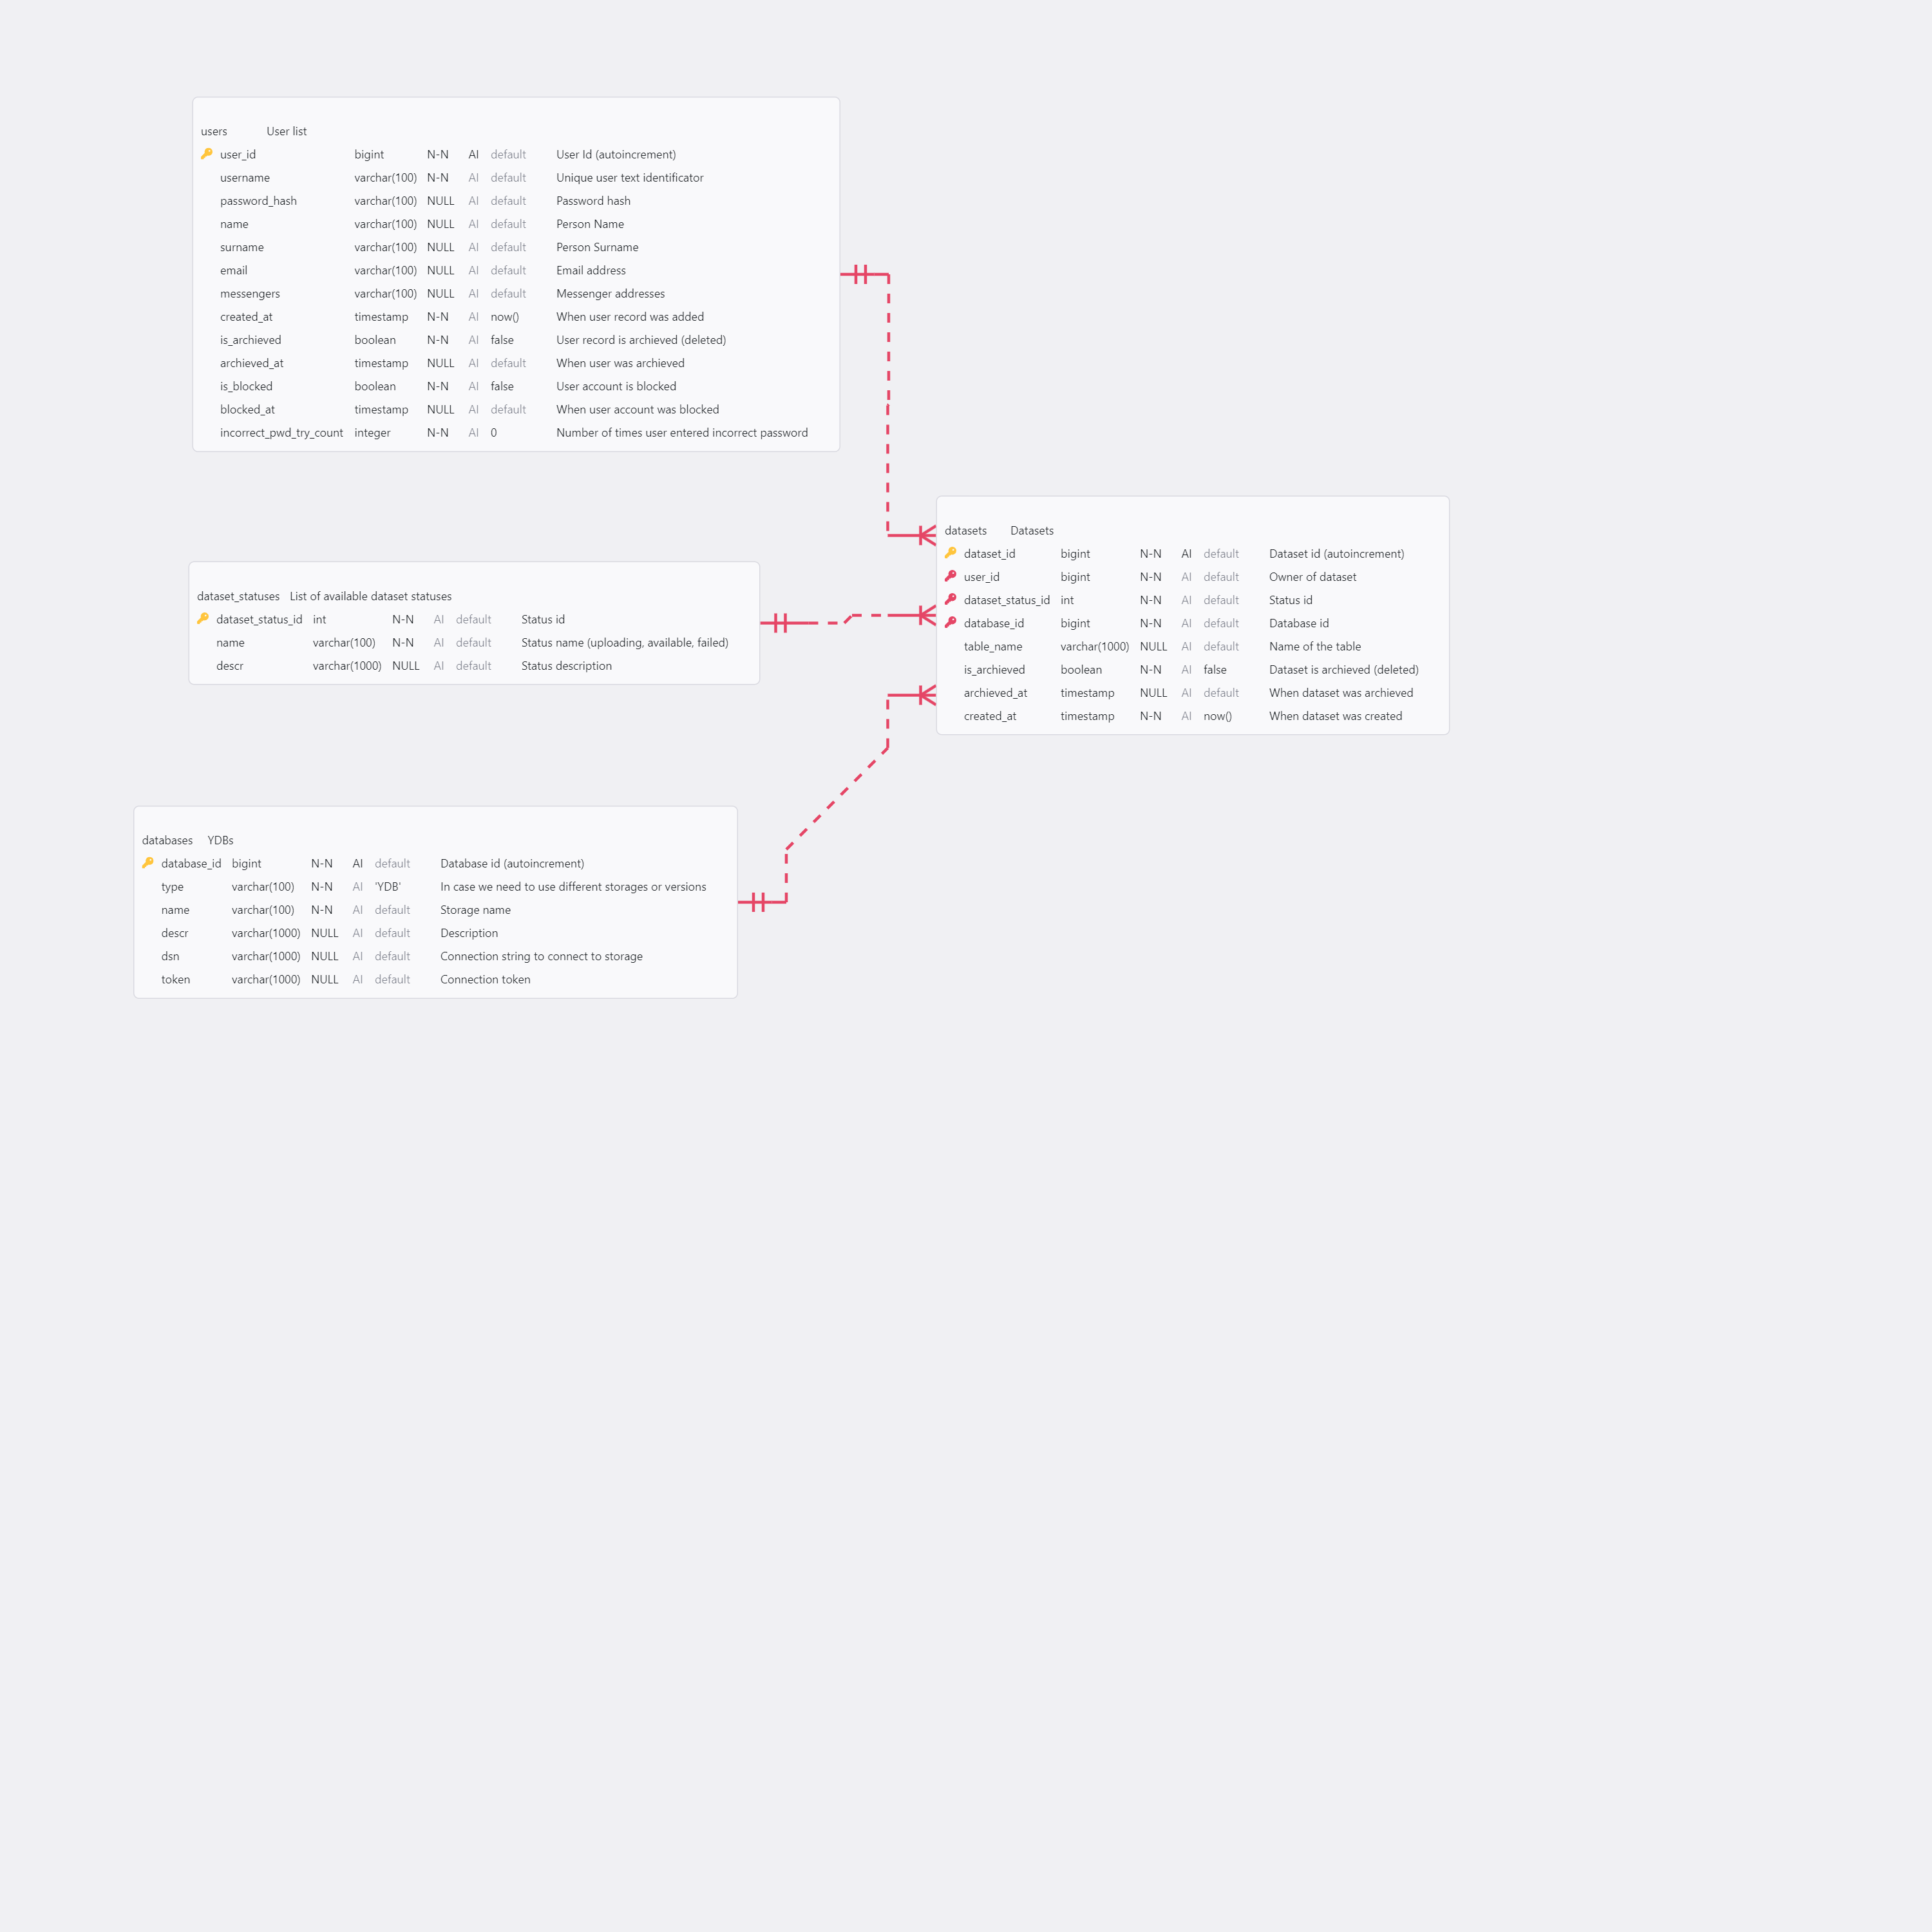 users User list
user_id bigint N-N AI default User Id (autoincrement)
username varchar(100) N-N AI default Unique user text identificator
password_hash varchar(100) NULL AI default Password hash
name varchar(100) NULL AI default Person Name
surname varchar(100) NULL AI default Person Surname
email varchar(100) NULL AI default Email address
messengers varchar(100) NULL AI default Messenger addresses
created_at timestamp N-N AI now() When user record was added
is_archieved boolean N-N AI false User record is archieved (deleted)
archieved_at timestamp NULL AI default When user was archieved
is_blocked boolean N-N AI false User account is blocked
blocked_at timestamp NULL AI default When user account was blocked
incorrect_pwd_try_count integer N-N AI 0 Number of times user entered incorrect password
datasets Datasets
dataset_id bigint N-N AI default Dataset id (autoincrement)
user_id bigint N-N AI default Owner of dataset
dataset_status_id int N-N AI default Status id
database_id bigint N-N AI default Database id
table_name varchar(1000) NULL AI default Name of the table
is_archieved boolean N-N AI false Dataset is archieved (deleted)
archieved_at timestamp NULL AI default When dataset was archieved
created_at timestamp N-N AI now() When dataset was created
dataset_statuses List of available dataset statuses
dataset_status_id int N-N AI default Status id
name varchar(100) N-N AI default Status name (uploading, available, failed)
descr varchar(1000) NULL AI default Status description
databases YDBs
database_id bigint N-N AI default Database id (autoincrement)
type varchar(100) N-N AI 'YDB' In case we need to use different storages or versions
name varchar(100) N-N AI default Storage name
descr varchar(1000) NULL AI default Description
dsn varchar(1000) NULL AI default Connection string to connect to storage
token varchar(1000) NULL AI default Connection token